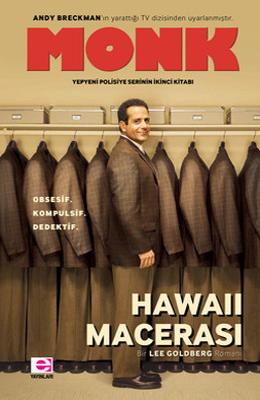 ANDY BRECKMAN'ın yarattığı TV dizisinden uyarlanmıştır.
MONK
YEPYENİ POLİSİYE SERİNİN İKİNCİ KİTABI
OBSESİF.
KOMPULSİF.
DEDEKTİF.
HAWAII
MACERASI
Bir LEE GOLDBERG Romanı
e
YAYINLARI